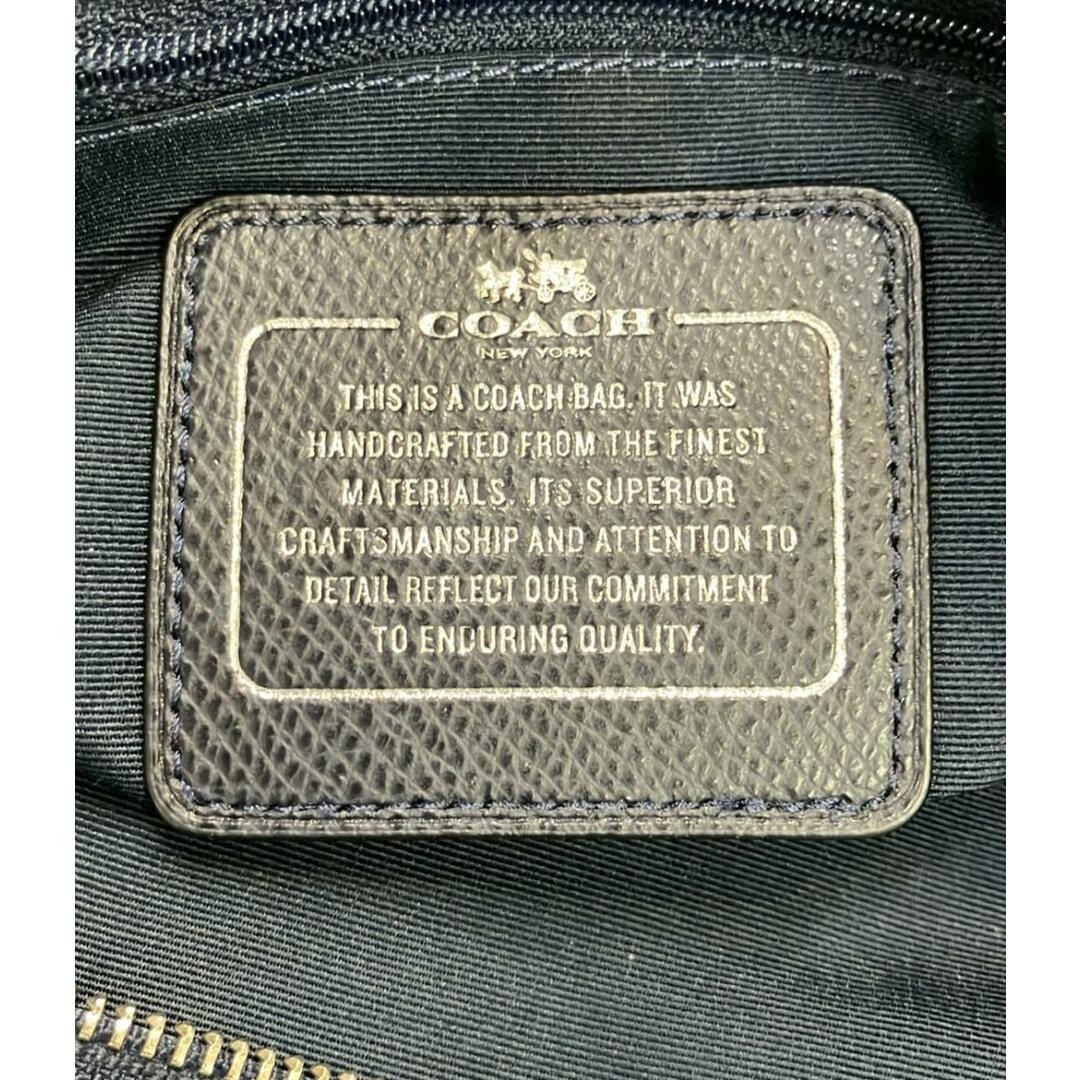 COACH
NEW YORK
THIS IS A COACH BAG. IT WAS
HANDCRAFTED FROM THE FINEST
MATERIALS. ITS SUPERIOR
CRAFTSMANSHIP AND ATTENTION TO
DETAIL REFLECT OUR COMMITMENT
TO ENDURING QUALITY.